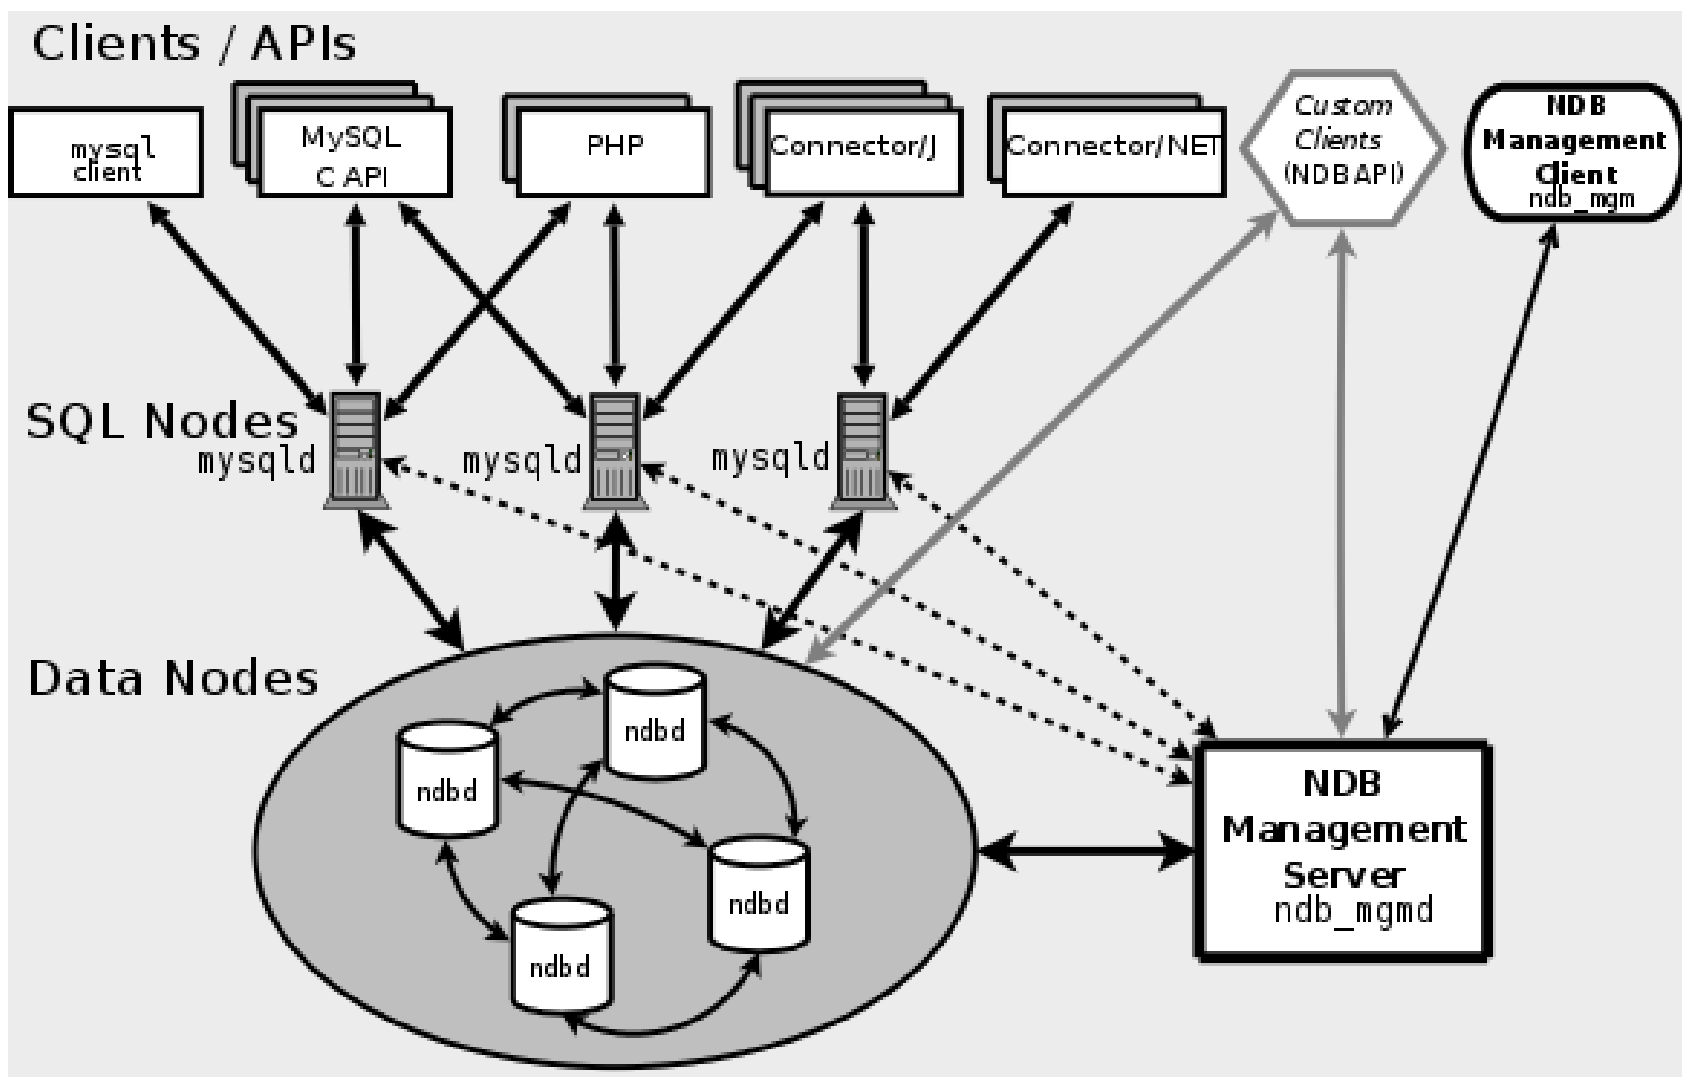 Clients / APIs
mysql
client
MySQL
C API
PHP
Connector/J
Connector/NET
Custom
Clients
(NDBAPI)
NDB
Management
Client
ndb_mgm
SQL Nodes
mysqld
mysqld
mysqld
Data Nodes
ndbd
ndbd
ndbd
ndbd
NDB
Management
Server
ndb_mgmd